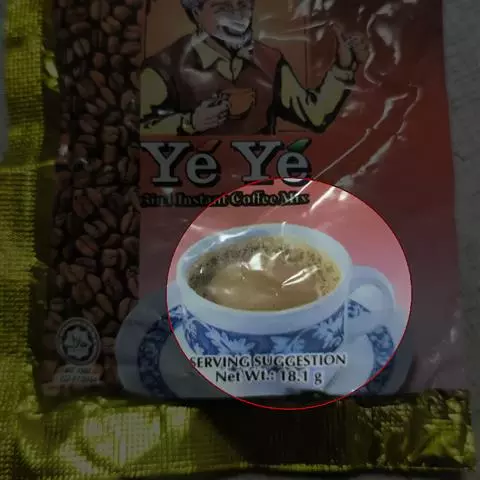 Yé Yé
3in1 Instant Coffee Mix
SERVING SUGGESTION
Net Wt.: 18.1 g